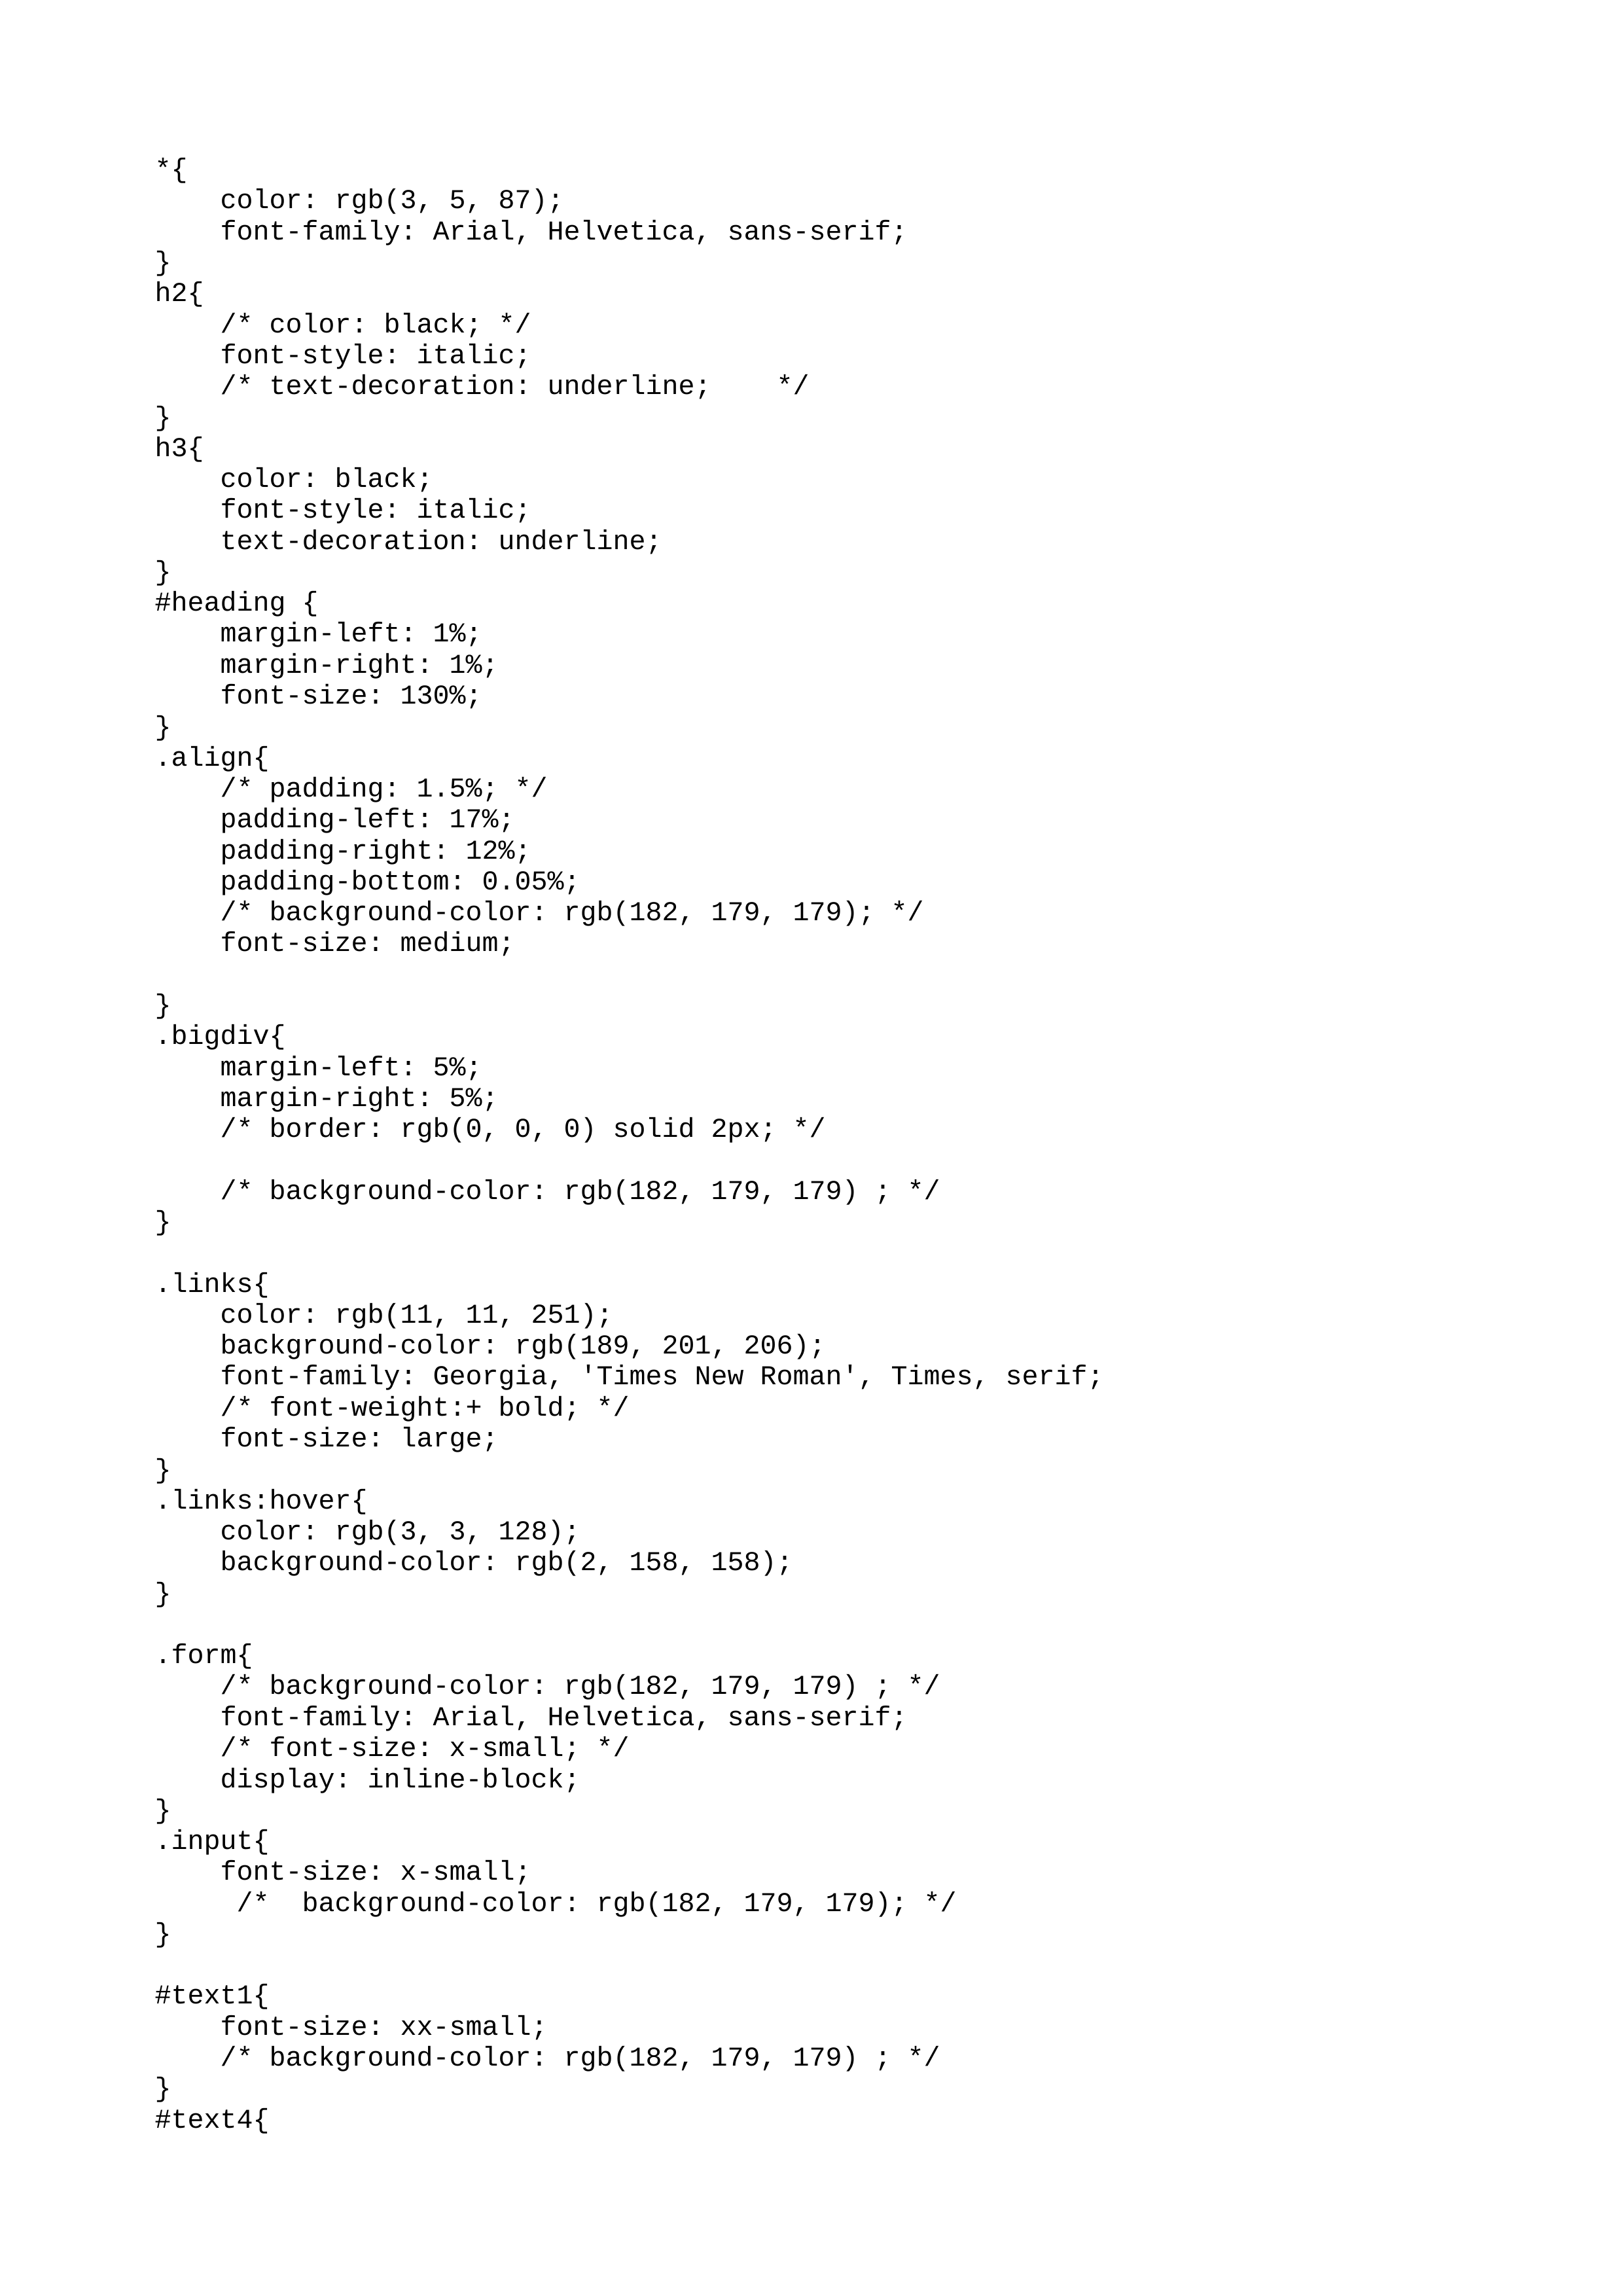 *{
    color: rgb(3, 5, 87);
    font-family: Arial, Helvetica, sans-serif;
}
h2{
    /* color: black; */
    font-style: italic;
    /* text-decoration: underline;    */
}
h3{
    color: black;
    font-style: italic;
    text-decoration: underline;
}
#heading {
    margin-left: 1%;
    margin-right: 1%;
    font-size: 130%;
}
.align{
    /* padding: 1.5%; */
    padding-left: 17%;
    padding-right: 12%;
    padding-bottom: 0.05%;
    /* background-color: rgb(182, 179, 179); */
    font-size: medium;

}
.bigdiv{
    margin-left: 5%;
    margin-right: 5%;
    /* border: rgb(0, 0, 0) solid 2px; */

    /* background-color: rgb(182, 179, 179) ; */
}

.links{
    color: rgb(11, 11, 251);
    background-color: rgb(189, 201, 206);
    font-family: Georgia, 'Times New Roman', Times, serif;
    /* font-weight:+ bold; */
    font-size: large;
}
.links:hover{
    color: rgb(3, 3, 128);
    background-color: rgb(2, 158, 158);
}

.form{
    /* background-color: rgb(182, 179, 179) ; */
    font-family: Arial, Helvetica, sans-serif;
    /* font-size: x-small; */
    display: inline-block;
}
.input{
    font-size: x-small;
     /*  background-color: rgb(182, 179, 179); */
}

#text1{
    font-size: xx-small;
    /* background-color: rgb(182, 179, 179) ; */
}
#text4{